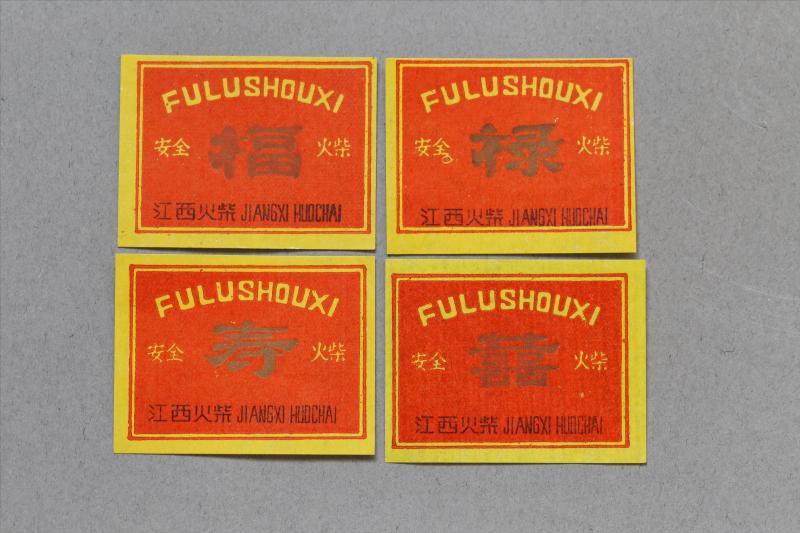 FULUSHOUXI
安全 福 火柴
江西火柴 JIANGXI HUOCHAI
FULUSHOUXI
安全 禄 火柴
江西火柴 JIANGXI HUOCHAI
FULUSHOUXI
安全 寿 火柴
江西火柴 JIANGXI HUOCHAI
FULUSHOUXI
安全 囍 火柴
江西火柴 JIANGXI HUOCHAI